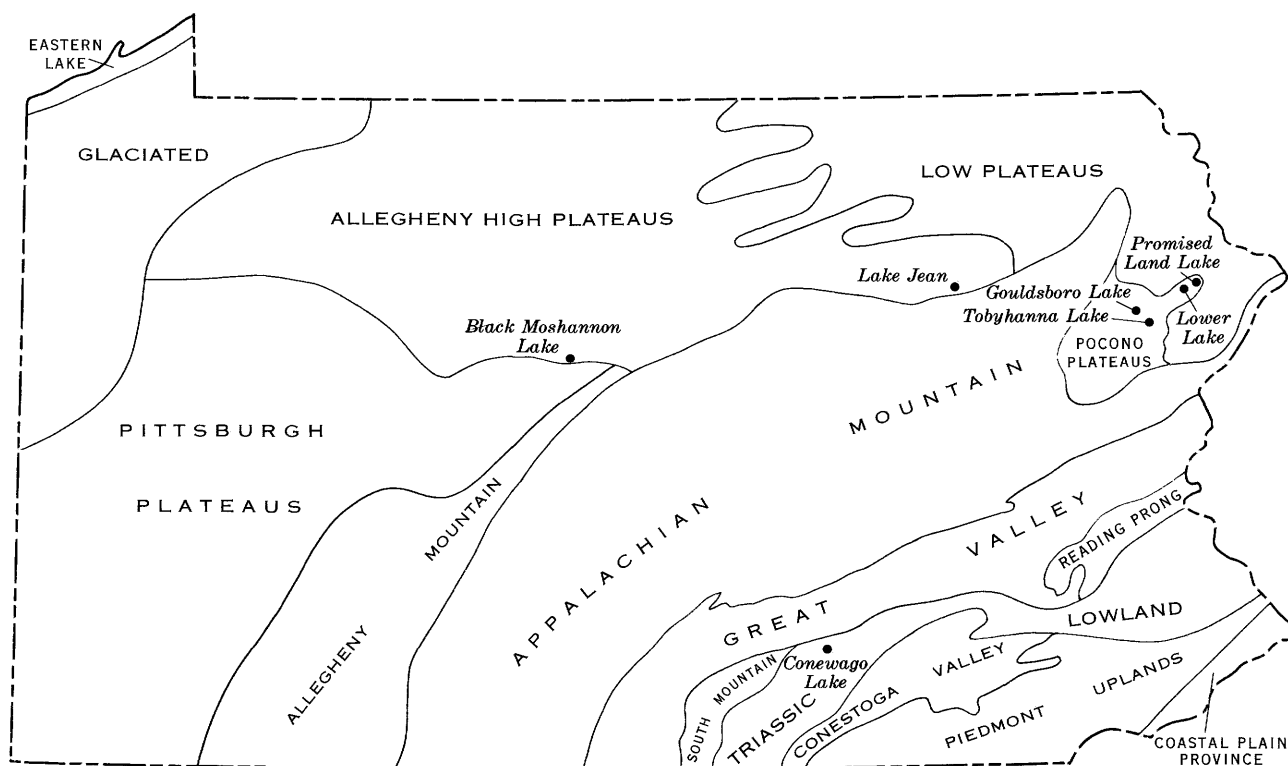 EASTERN
LAKE
GLACIATED
LOW PLATEAUS
ALLEGHENY HIGH PLATEAUS
Promised
Land Lake
Lake Jean
Gouldsboro Lake
Tobyhanna Lake
Lower
Lake
Black Moshannon
Lake
POCONO
PLATEAUS
MOUNTAIN
PITTSBURGH
PLATEAUS
MOUNTAIN
ALLEGHENY
APPALACHIAN
VALLEY
GREAT
READING PRONG
LOWLAND
Conewago
Lake
SOUTH MOUNTAIN
TRIASSIC
CONESTOGA
VALLEY
PIEDMONT
UPLANDS
COASTAL PLAIN
PROVINCE